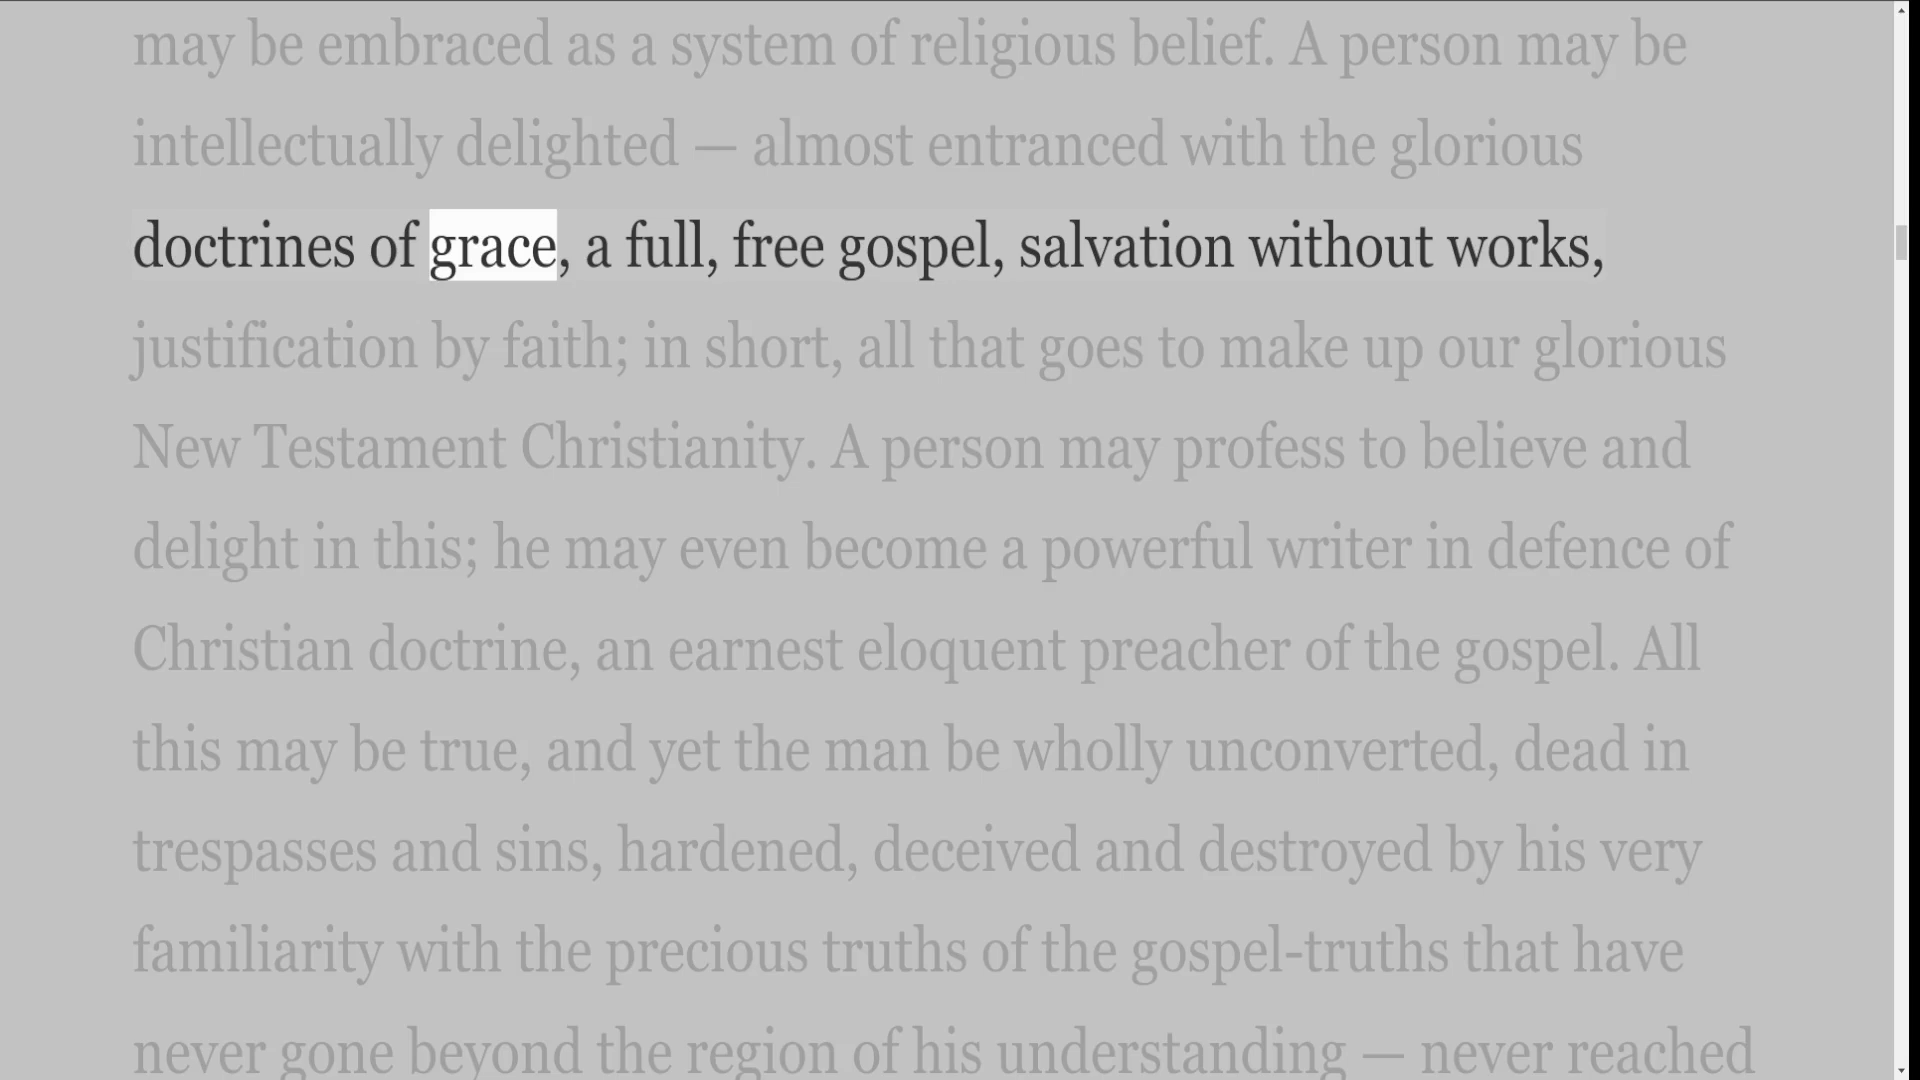 may be embraced as a system of religious belief. A person may be
intellectually delighted — almost entranced with the glorious
doctrines of grace, a full, free gospel, salvation without works,
justification by faith; in short, all that goes to make up our glorious
New Testament Christianity. A person may profess to believe and
delight in this; he may even become a powerful writer in defence of
Christian doctrine, an earnest eloquent preacher of the gospel. All
this may be true, and yet the man be wholly unconverted, dead in
trespasses and sins, hardened, deceived and destroyed by his very
familiarity with the precious truths of the gospel-truths that have
never gone beyond the region of his understanding — never reached